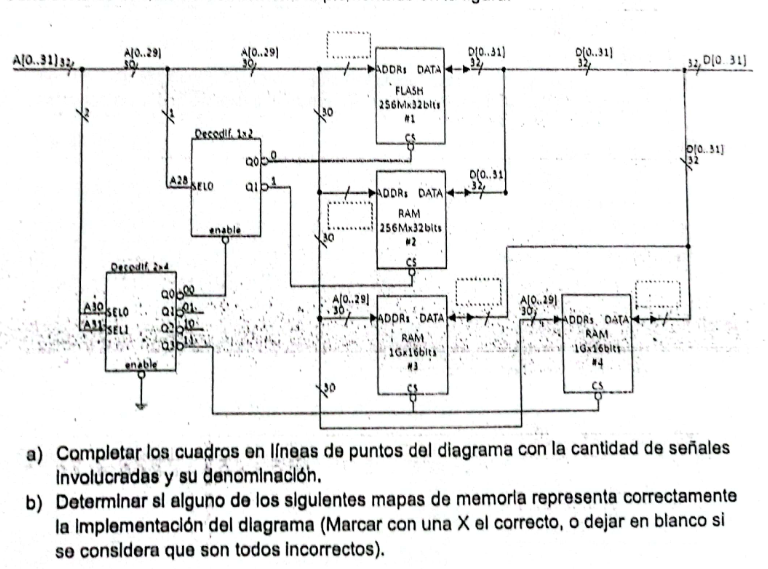 A[0..31] 32
A[0..29]
30
A[0..29]
30
D[0..31]
32
D[0..31]
32
32 D[0..31]
ADDRs DATA
FLASH
256Mx32bits
#1
CS
2
1
30
Decodif. 1x2
Q0 0
A28 SELO
Q1 1
enable
D[0..31]
32
D[0..31
32
ADDRs DATA
RAM
256Mx32bits
#2
CS
30
Decodif. 2x4
Q0 00
A30 SELO
Q1 01
A31 SEL1
Q2 10
Q3 11
enable
A[0..29]
30
ADDRs DATA
RAM
1Gx16bits
#3
CS
A[0..29]
30
ADDRs DATA
RAM
1Gx16bits
#4
CS
30
a) Completar los cuadros en líneas de puntos del diagrama con la cantidad de señales
involucradas y su denominación.
b) Determinar si alguno de los siguientes mapas de memoria representa correctamente
la implementación del diagrama (Marcar con una X el correcto, o dejar en blanco si
se considera que son todos incorrectos).